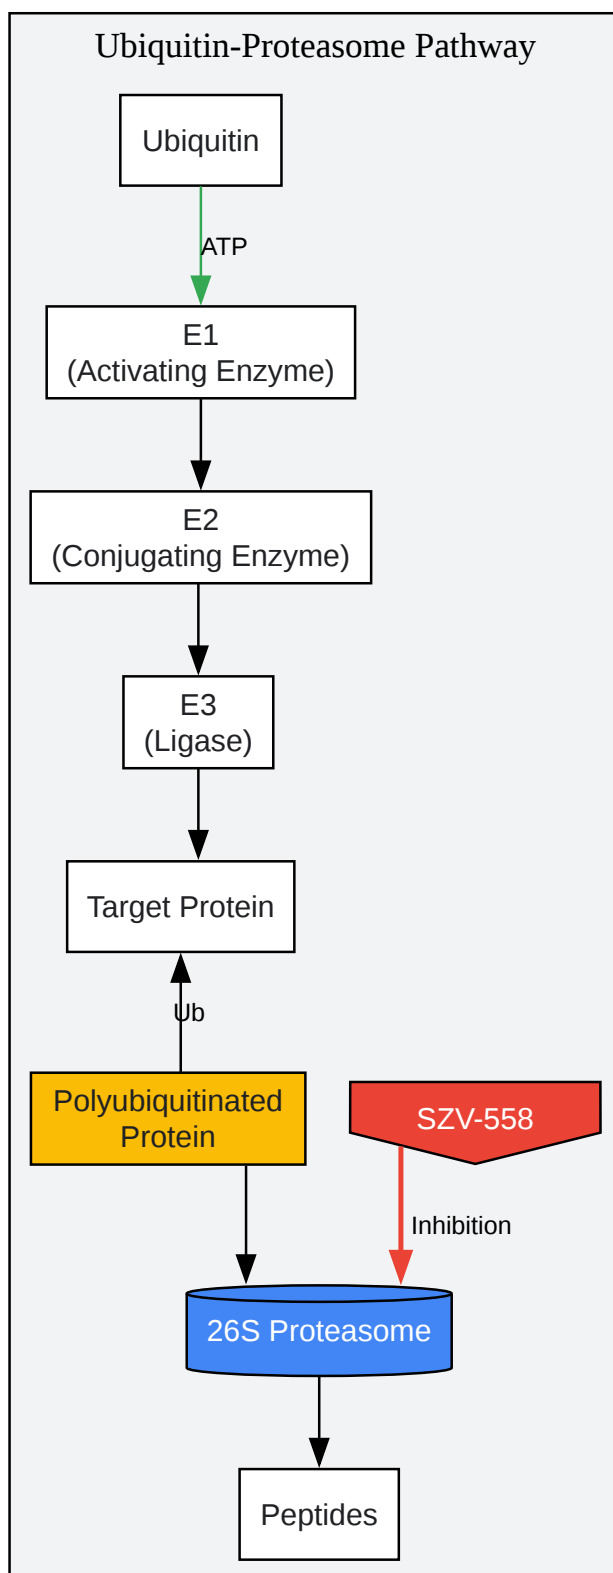 Ubiquitin-Proteasome Pathway
Ubiquitin
ATP
E1
(Activating Enzyme)
E2
(Conjugating Enzyme)
E3
(Ligase)
Target Protein
Ub
Polyubiquitinated
Protein
SZV-558
Inhibition
26S Proteasome
Peptides